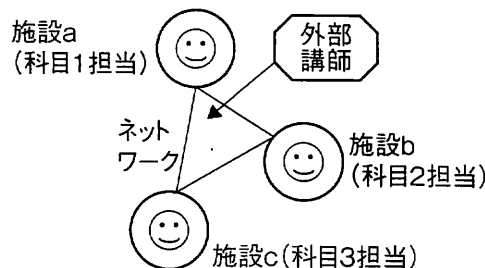 施設a
(科目1担当)
外部
講師
ネット
ワーク
施設b
(科目2担当)
施設c(科目3担当)